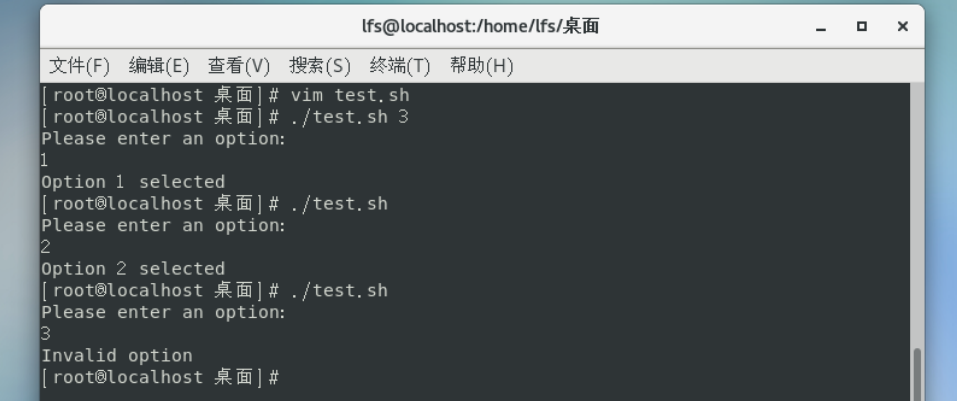 lfs@localhost:/home/lfs/桌面
文件(F) 编辑(E) 查看(V) 搜索(S) 终端(T) 帮助(H)
[root@localhost 桌面]# vim test.sh
[root@localhost 桌面]# ./test.sh 3
Please enter an option:
1
Option 1 selected
[root@localhost 桌面]# ./test.sh
Please enter an option:
2
Option 2 selected
[root@localhost 桌面]# ./test.sh
Please enter an option:
3
Invalid option
[root@localhost 桌面]#